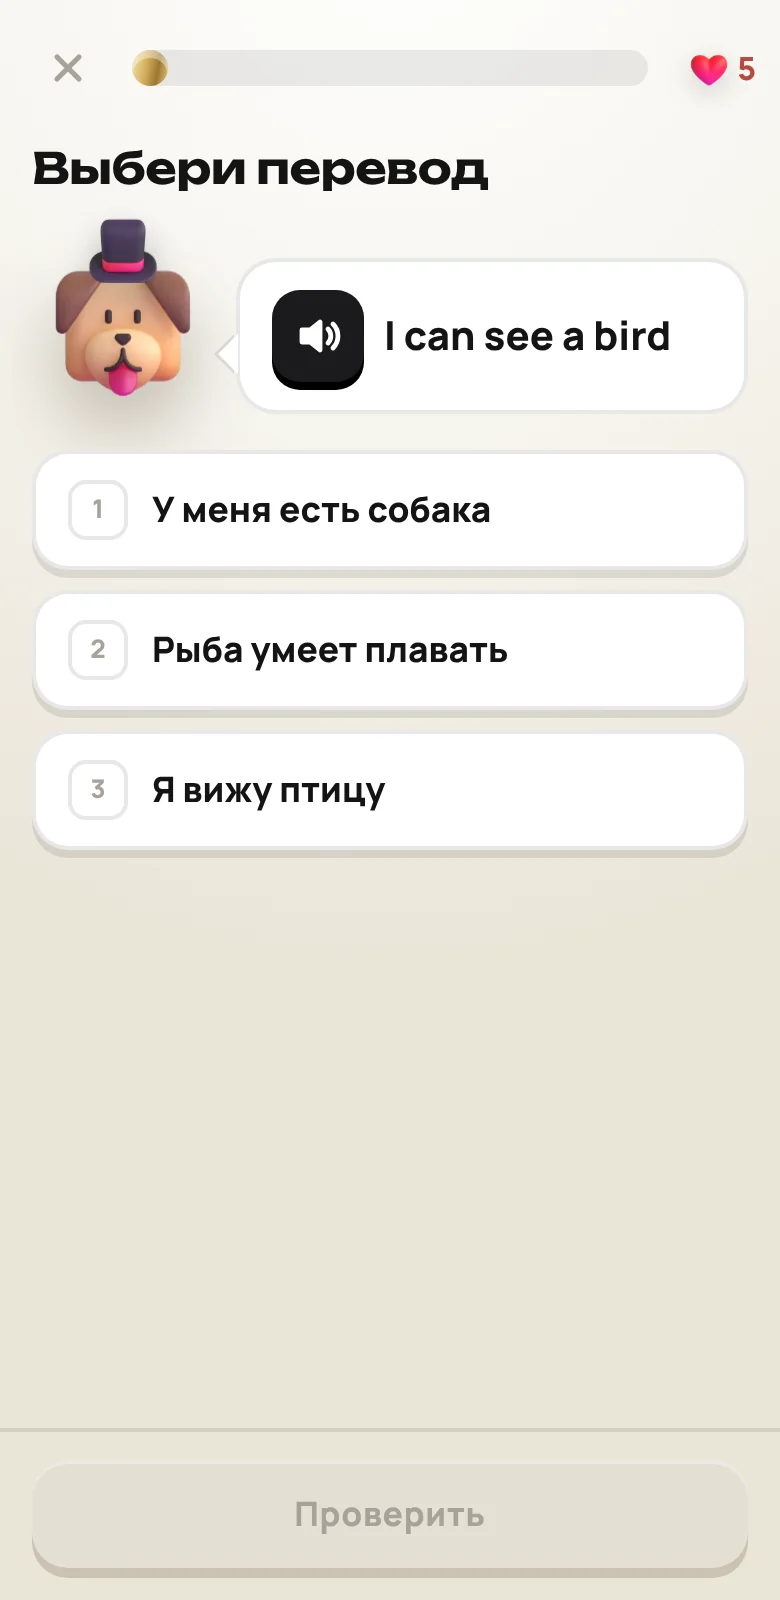 5
Выбери перевод
I can see a bird
1 У меня есть собака
2 Рыба умеет плавать
3 Я вижу птицу
Проверить